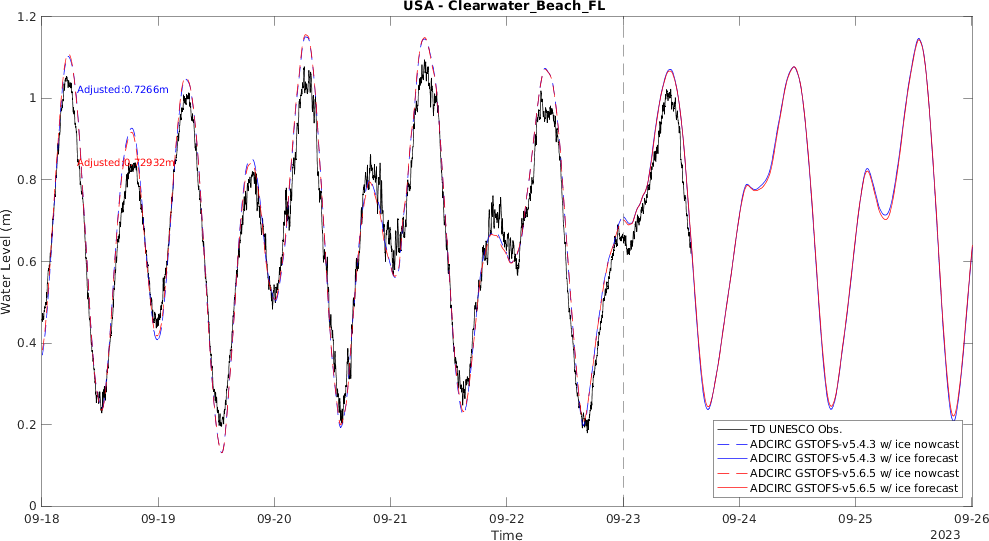 USA - Clearwater_Beach_FL
1.2
1
0.8
0.6
0.4
0.2
0
Water Level (m)
Adjusted:0.7266m
Adjusted:0.72932m
TD UNESCO Obs.
ADCIRC GSTOFS-v5.4.3 w/ ice nowcast
ADCIRC GSTOFS-v5.4.3 w/ ice forecast
ADCIRC GSTOFS-v5.6.5 w/ ice nowcast
ADCIRC GSTOFS-v5.6.5 w/ ice forecast
09-18 09-19 09-20 09-21 09-22 09-23 09-24 09-25 09-26
Time
2023